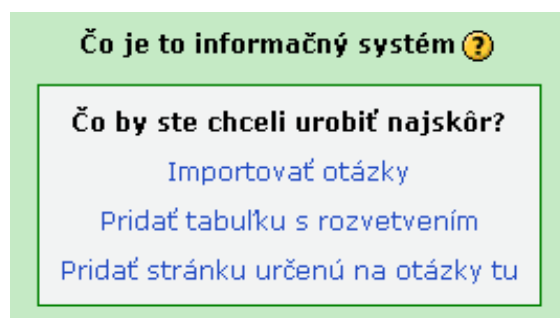 Čo je to informačný systém ?
Čo by ste chceli urobiť najskôr?
Importovať otázky
Pridať tabuľku s rozvetvením
Pridať stránku určenú na otázky tu